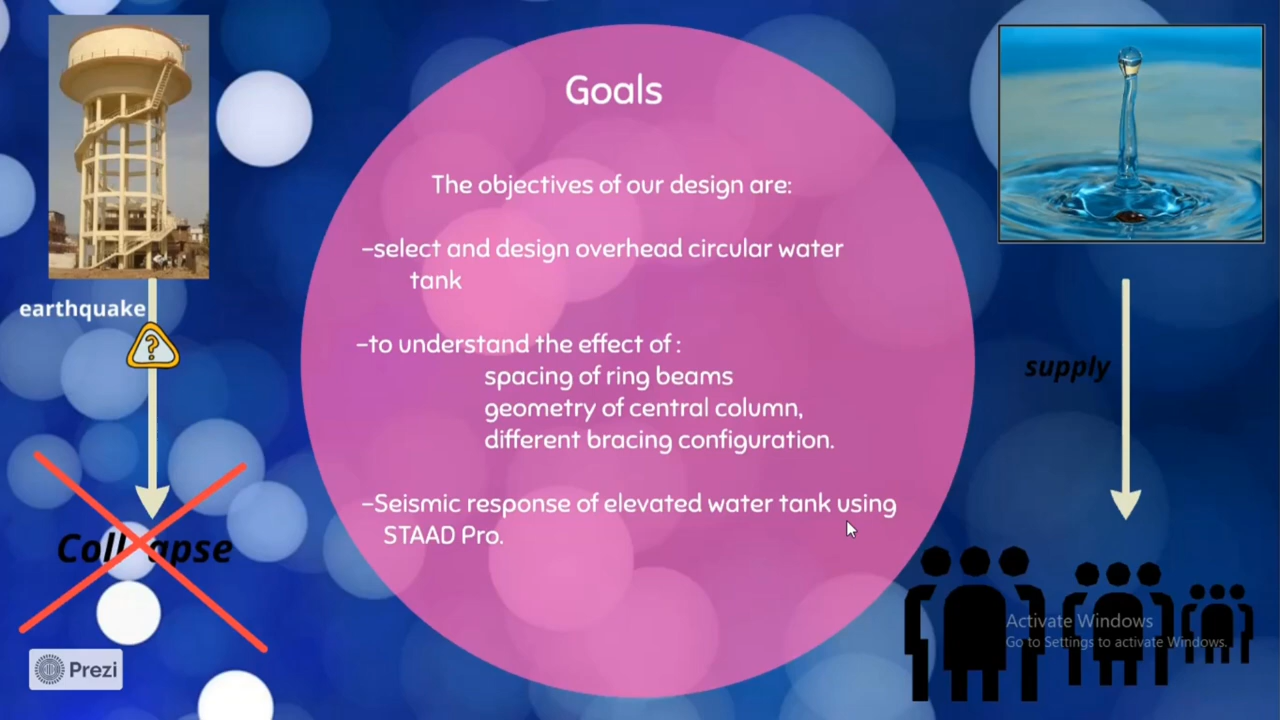 Goals
The objectives of our design are:
-select and design overhead circular water
tank
-to understand the effect of :
spacing of ring beams
geometry of central column,
different bracing configuration.
-Seismic response of elevated water tank using
STAAD Pro.
earthquake
?
Collapse
supply
Activate Windows
Go to Settings to activate Windows.
Prezi